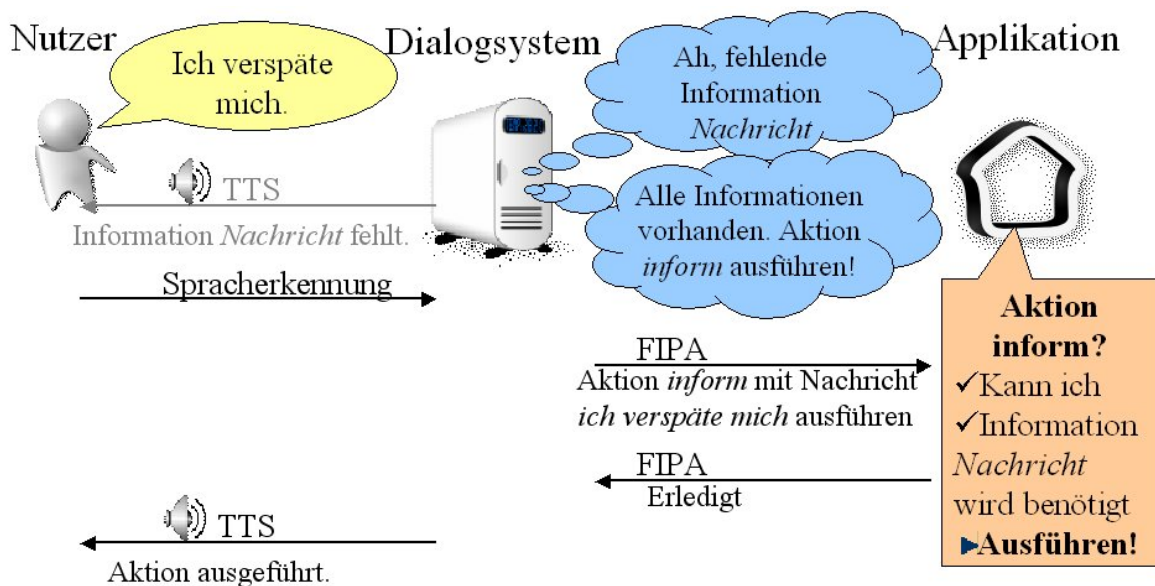 Nutzer
Dialogsystem
Applikation
Ich verspäte
mich.
Ah, fehlende
Information
Nachricht
TTS
Information Nachricht fehlt.
Alle Informationen
vorhanden. Aktion
inform ausführen!
Spracherkennung
Aktion
inform?
✓Kann ich
✓Information
Nachricht
wird benötigt
►Ausführen!
FIPA
Aktion inform mit Nachricht
ich verspäte mich ausführen
FIPA
Erledigt
TTS
Aktion ausgeführt.